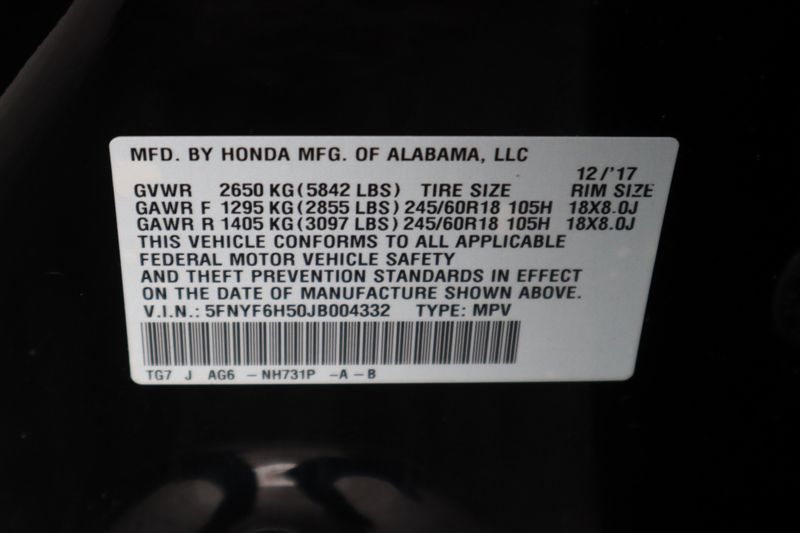 MFD. BY HONDA MFG. OF ALABAMA, LLC
12/'17
GVWR 2650 KG(5842 LBS) TIRE SIZE RIM SIZE
GAWR F 1295 KG(2855 LBS) 245/60R18 105H 18X8.0J
GAWR R 1405 KG(3097 LBS) 245/60R18 105H 18X8.0J
THIS VEHICLE CONFORMS TO ALL APPLICABLE
FEDERAL MOTOR VEHICLE SAFETY
AND THEFT PREVENTION STANDARDS IN EFFECT
ON THE DATE OF MANUFACTURE SHOWN ABOVE.
V.I.N.: 5FNYF6H50JB004332 TYPE: MPV
TG7 J AG6 - NH731P -A-B